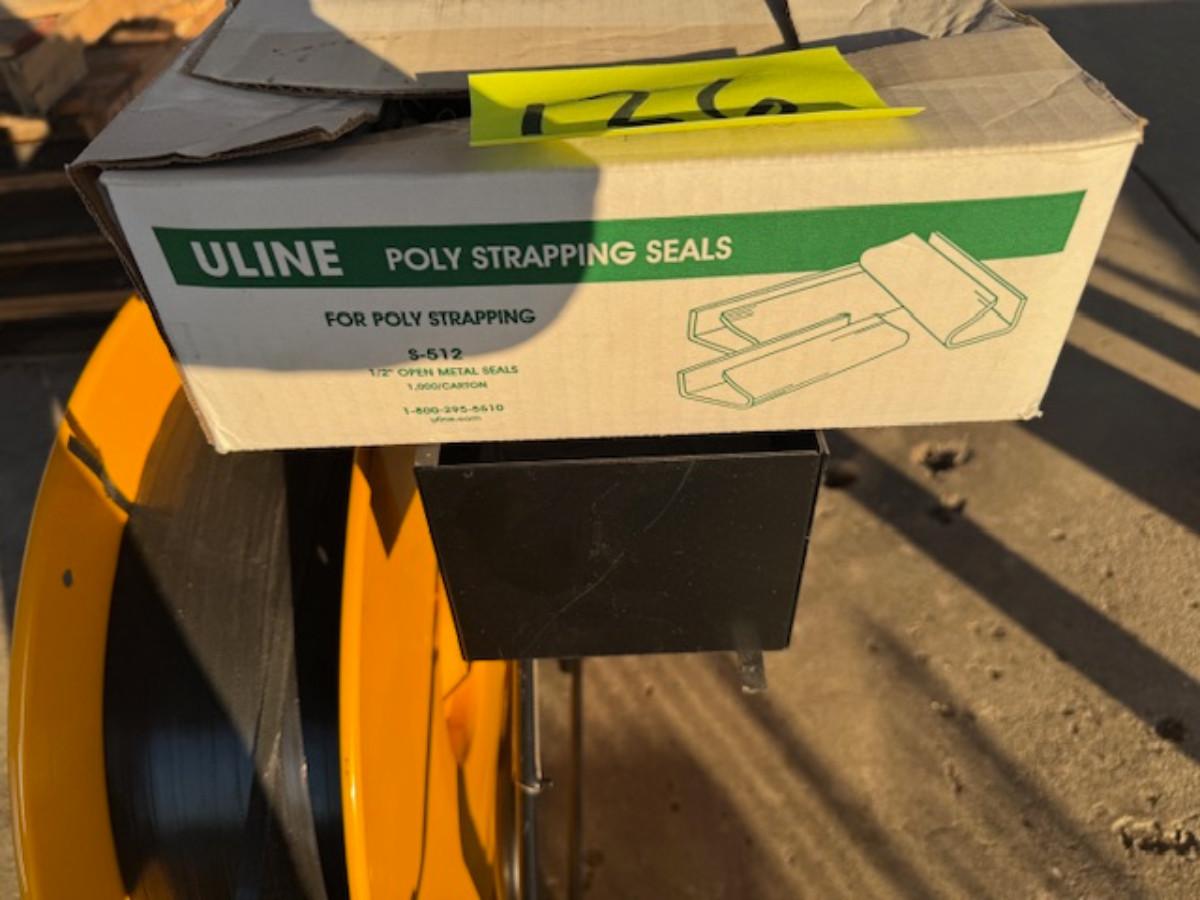 126
ULINE POLY STRAPPING SEALS
FOR POLY STRAPPING
S-512
1/2" OPEN METAL SEALS
1,000/CARTON
1-800-295-5510
uline.com